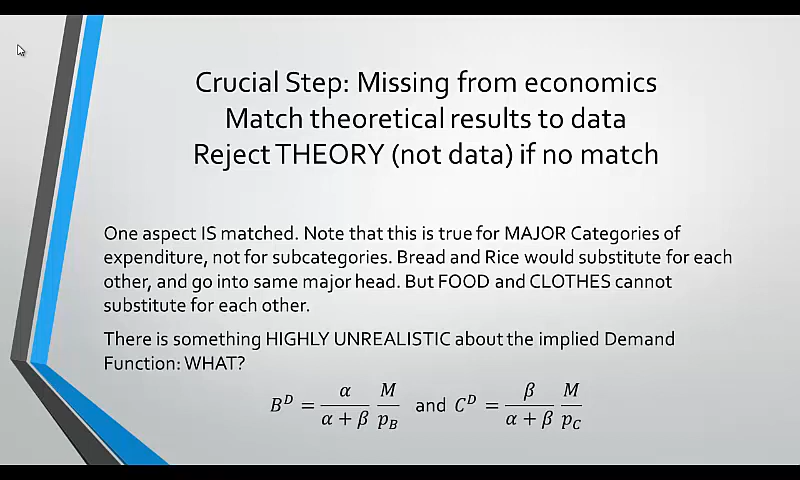 Crucial Step: Missing from economics
Match theoretical results to data
Reject THEORY (not data) if no match
One aspect IS matched. Note that this is true for MAJOR Categories of
expenditure, not for subcategories. Bread and Rice would substitute for each
other, and go into same major head. But FOOD and CLOTHES cannot
substitute for each other.
There is something HIGHLY UNREALISTIC about the implied Demand
Function: WHAT?
B^D = α/(α + β) M/p_B and C^D = β/(α + β) M/p_C